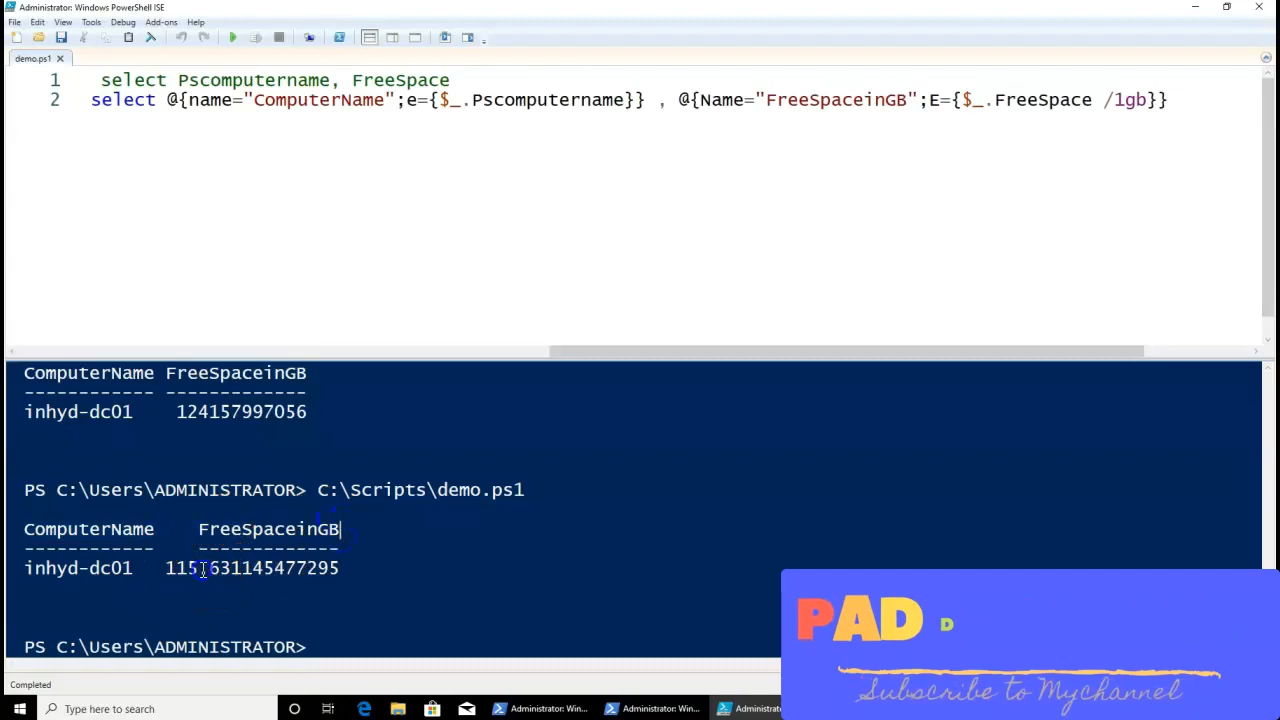 Administrator: Windows PowerShell ISE
File Edit View Tools Debug Add-ons Help
demo.ps1
1 select Pscomputername, FreeSpace
2 select @{name="ComputerName";e={$_.Pscomputername}} , @{Name="FreeSpaceinGB";E={$_.FreeSpace /1gb}}
ComputerName FreeSpaceinGB
------------ -------------
inhyd-dc01 124157997056
PS C:\Users\ADMINISTRATOR> C:\Scripts\demo.ps1
ComputerName FreeSpaceinGB
------------ -------------
inhyd-dc01
PS C:\Users\ADMINISTRATOR>
PAD D
Subscribe to Mychannel
Completed
Type here to search
Administrator: Win...
Administrator: Win...
Administrato